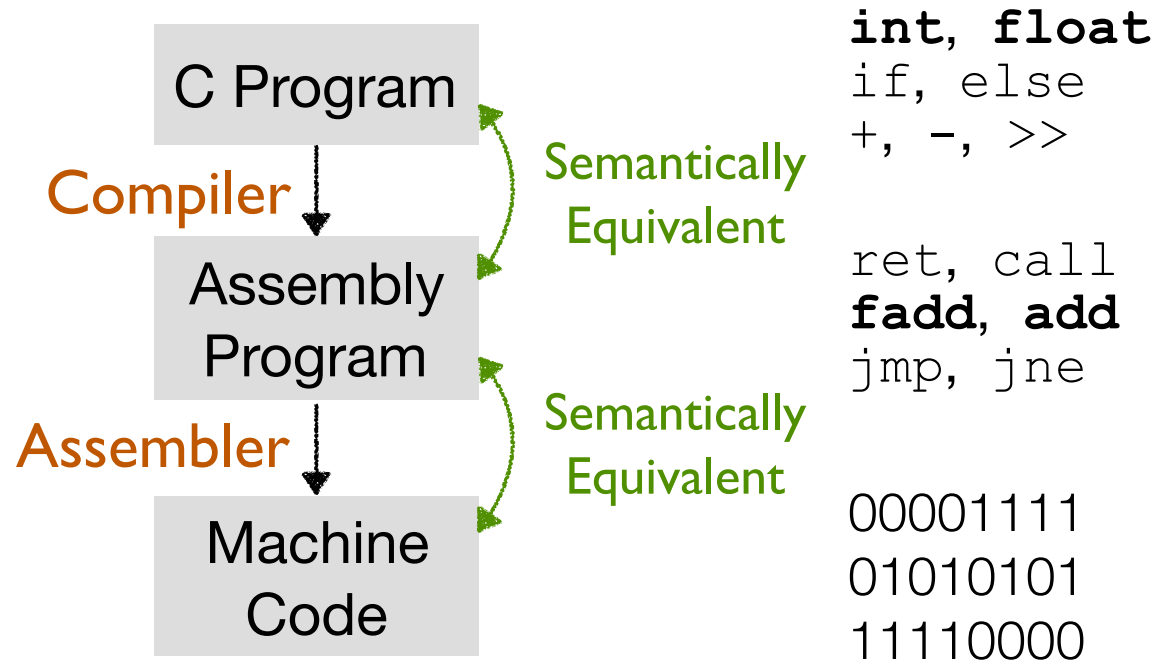 int, float
C Program
if, else
+, -, >>
Semantically
Equivalent
Compiler
Assembly
Program
ret, call
fadd, add
jmp, jne
Semantically
Equivalent
Assembler
Machine
Code
00001111
01010101
11110000